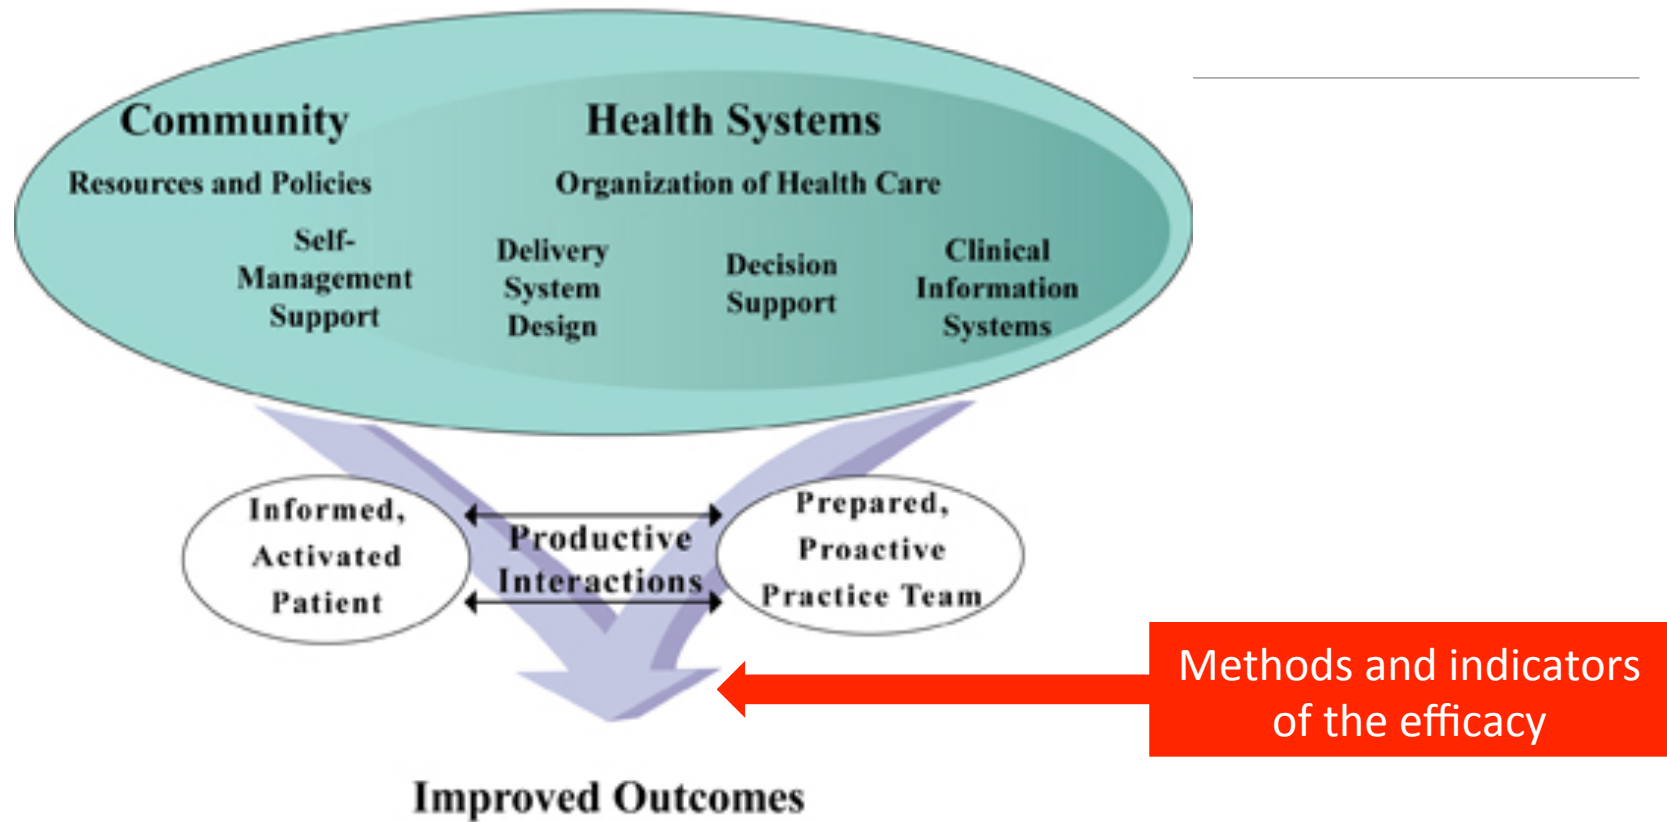 Community
Health Systems
Resources and Policies
Organization of Health Care
Self-
Management
Support
Delivery
System
Design
Decision
Support
Clinical
Information
Systems
Informed,
Activated
Patient
Productive
Interactions
Prepared,
Proactive
Practice Team
Methods and indicators
of the efficacy
Improved Outcomes